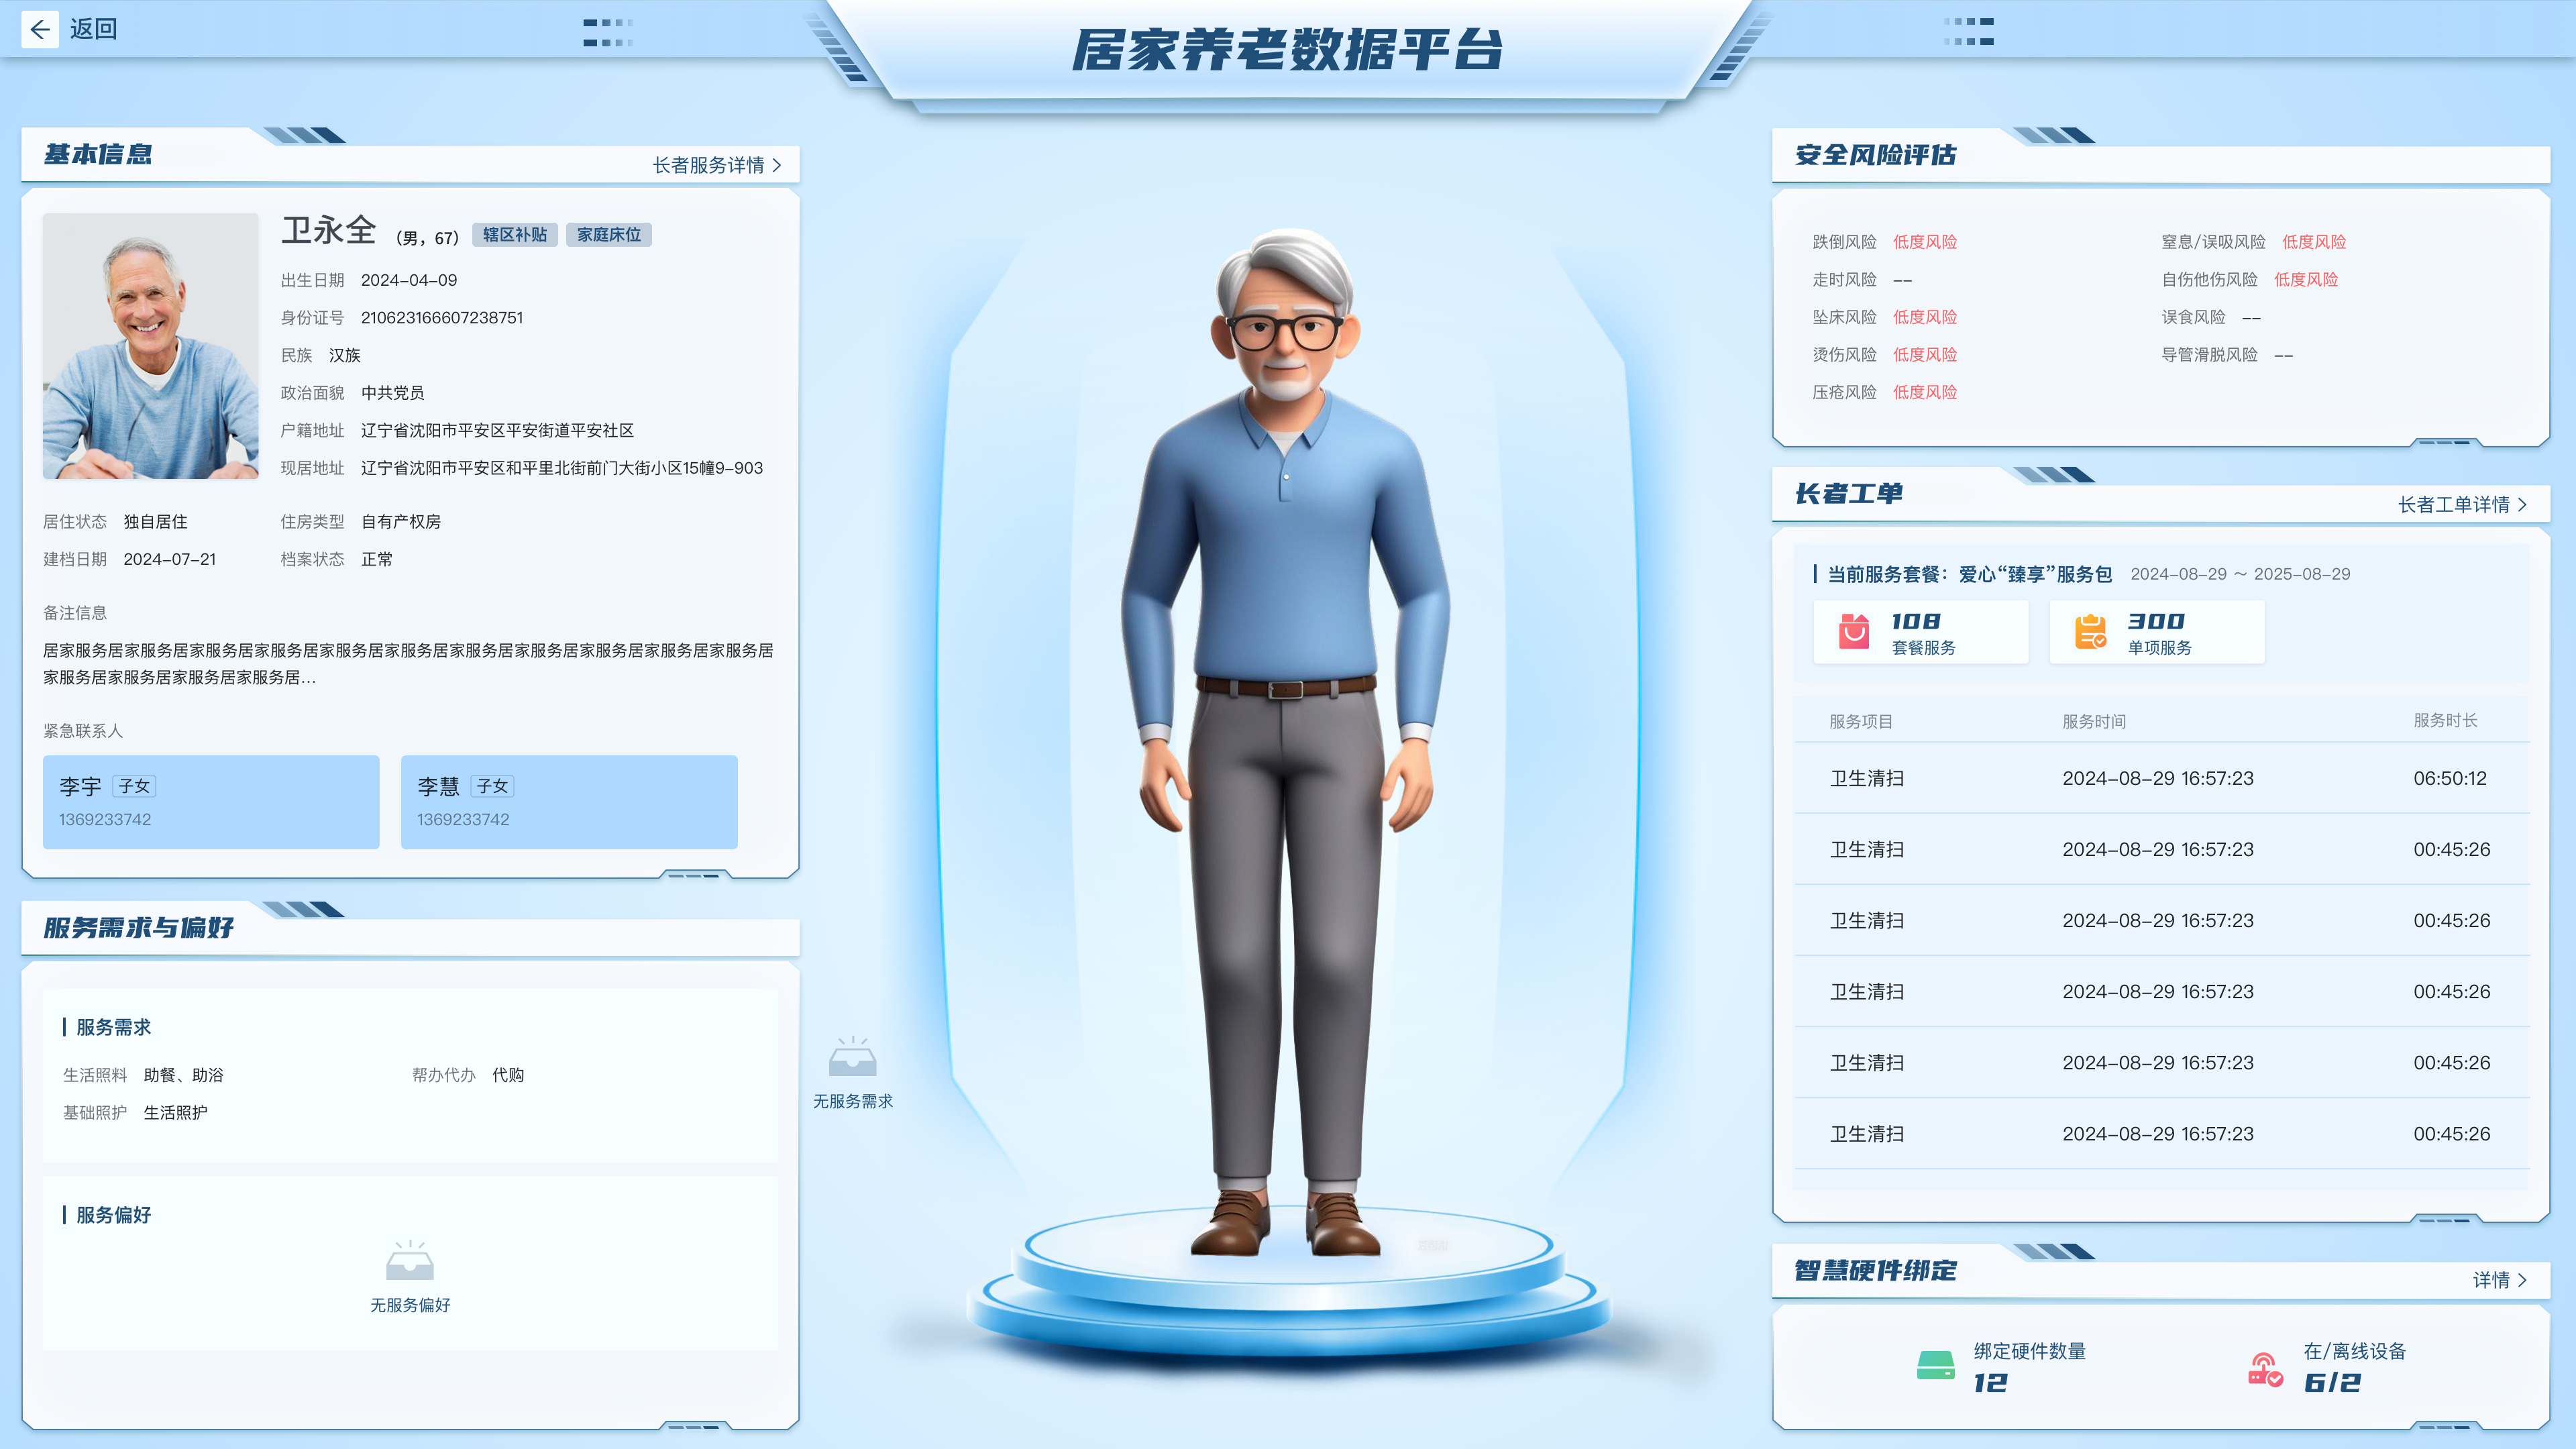 返回
居家养老数据平台
基本信息
长者服务详情
卫永全 （男，67） 辖区补贴 家庭床位
出生日期 2024-04-09
身份证号 210623166607238751
民族 汉族
政治面貌 中共党员
户籍地址 辽宁省沈阳市平安区平安街道平安社区
现居地址 辽宁省沈阳市平安区和平里北街前门大街小区15幢9-903
居住状态 独自居住 住房类型 自有产权房
建档日期 2024-07-21 档案状态 正常
备注信息
居家服务居家服务居家服务居家服务居家服务居家服务居家服务居家服务居家服务居家服务居家服务居
家服务居家服务居家服务居家服务居...
紧急联系人
李宇 子女
1369233742
李慧 子女
1369233742
服务需求与偏好
服务需求
生活照料 助餐、助浴 帮办代办 代购
基础照护 生活照护
服务偏好
无服务偏好
无服务需求
安全风险评估
跌倒风险 低度风险 窒息/误吸风险 低度风险
走时风险 -- 自伤他伤风险 低度风险
坠床风险 低度风险 误食风险 --
烫伤风险 低度风险 导管滑脱风险 --
压疮风险 低度风险
长者工单
长者工单详情
当前服务套餐：爱心“臻享”服务包 2024-08-29 ～ 2025-08-29
108
套餐服务
300
单项服务
服务项目 服务时间 服务时长
卫生清扫 2024-08-29 16:57:23 06:50:12
卫生清扫 2024-08-29 16:57:23 00:45:26
卫生清扫 2024-08-29 16:57:23 00:45:26
卫生清扫 2024-08-29 16:57:23 00:45:26
卫生清扫 2024-08-29 16:57:23 00:45:26
卫生清扫 2024-08-29 16:57:23 00:45:26
智慧硬件绑定
详情
绑定硬件数量
12
在/离线设备
6/2